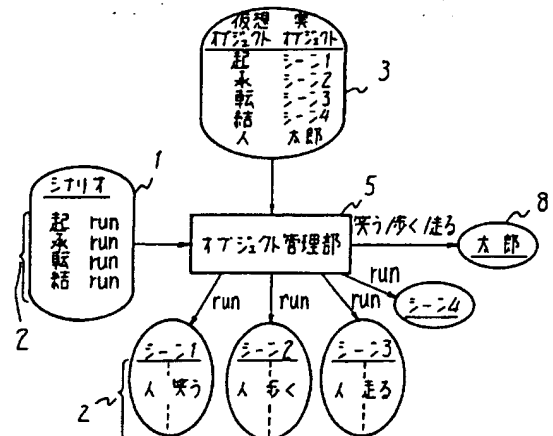 仮想 実
オブジェクト オブジェクト
起 シーン1
承 シーン2
転 シーン3
結 シーン4
人 太郎
3
1
シナリオ
起 run
承 run
転 run
結 run
2
5
オブジェクト管理部
笑う/歩く/走る
8
太郎
run
run
run
run
シーン4
シーン1
人 笑う
シーン2
人 歩く
シーン3
人 走る
2